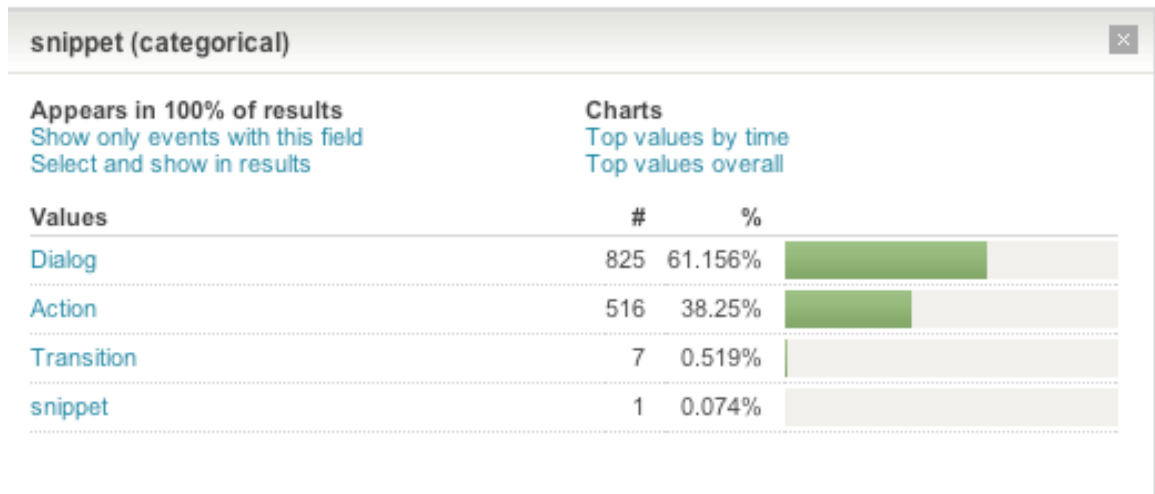 snippet (categorical)
Appears in 100% of results
Show only events with this field
Select and show in results
Charts
Top values by time
Top values overall
Values # %
Dialog 825 61.156%
Action 516 38.25%
Transition 7 0.519%
snippet 1 0.074%